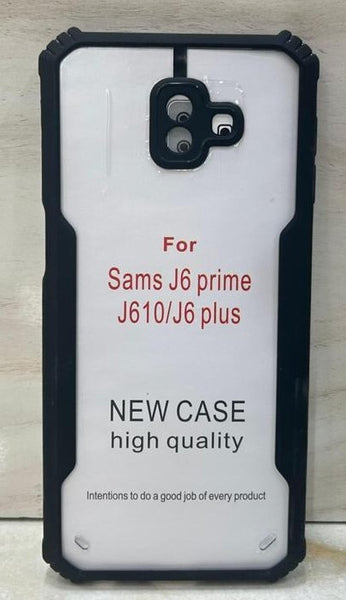 For
Sams J6 prime
J610/J6 plus
NEW CASE
high quality
Intentions to do a good job of every product